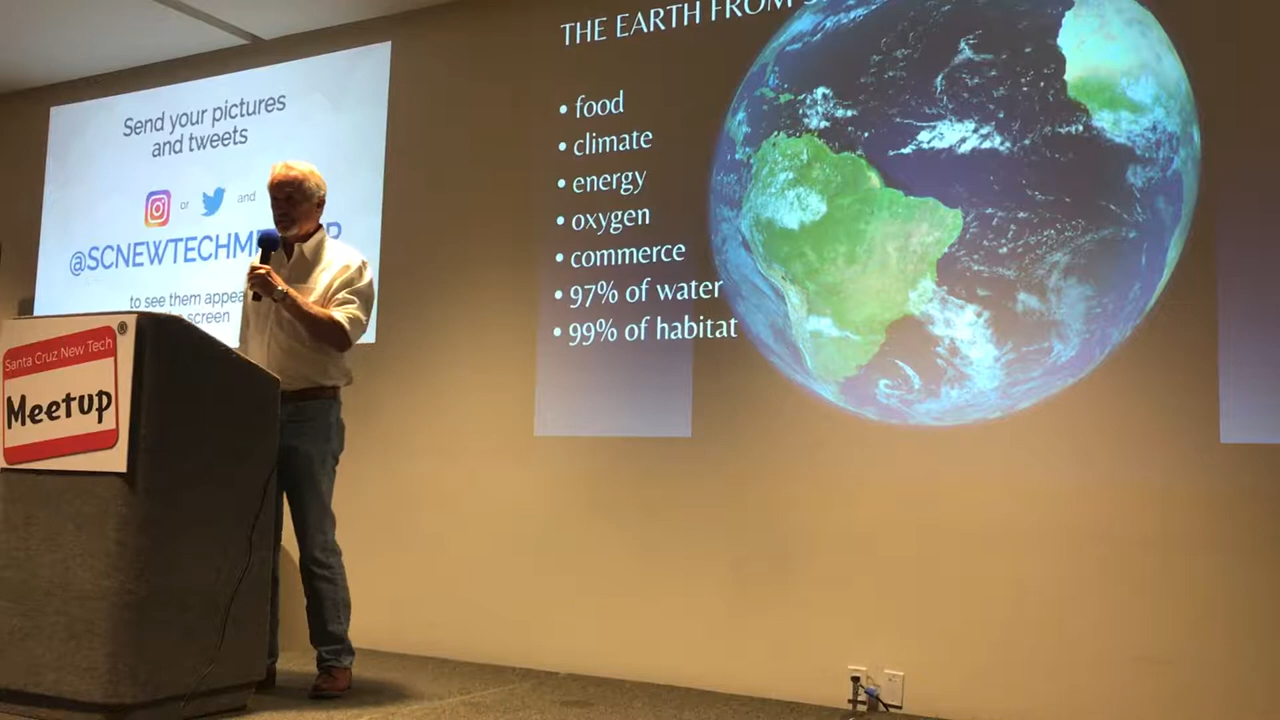 Send your pictures
and tweets
or
and
@SCNEWTECHM
to see them appea
screen
Santa Cruz New Tech
Meetup
®
THE EARTH FROM
• food
• climate
• energy
• oxygen
• commerce
• 97% of water
• 99% of habitat